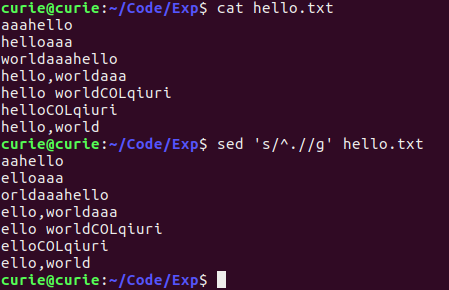 curie@curie:~/Code/Exp$ cat hello.txt
aaahello
helloaaa
worldaaahello
hello,worldaaa
hello worldCOLqiuri
helloCOLqiuri
hello,world
curie@curie:~/Code/Exp$ sed 's/^.//g' hello.txt
aahello
elloaaa
orldaaahello
ello,worldaaa
ello worldCOLqiuri
elloCOLqiuri
ello,world
curie@curie:~/Code/Exp$